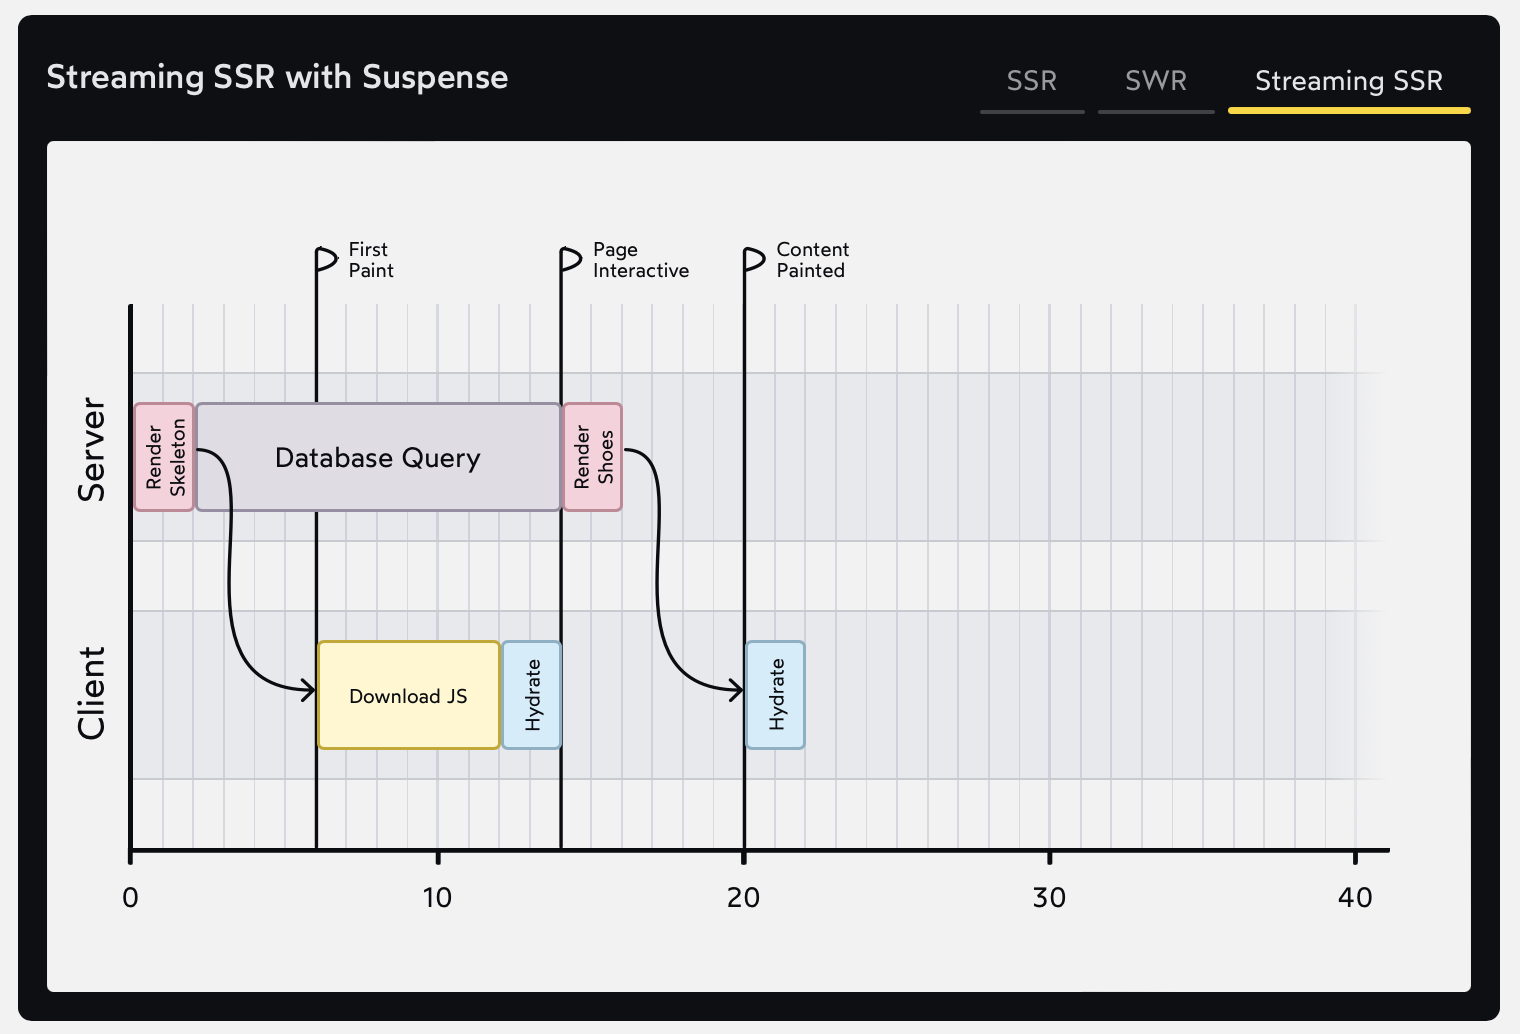 Streaming SSR with Suspense
SSR
SWR
Streaming SSR
First
Paint
Page
Interactive
Content
Painted
Server
Render
Skeleton
Database Query
Render
Shoes
Client
Download JS
Hydrate
Hydrate
0
10
20
30
40